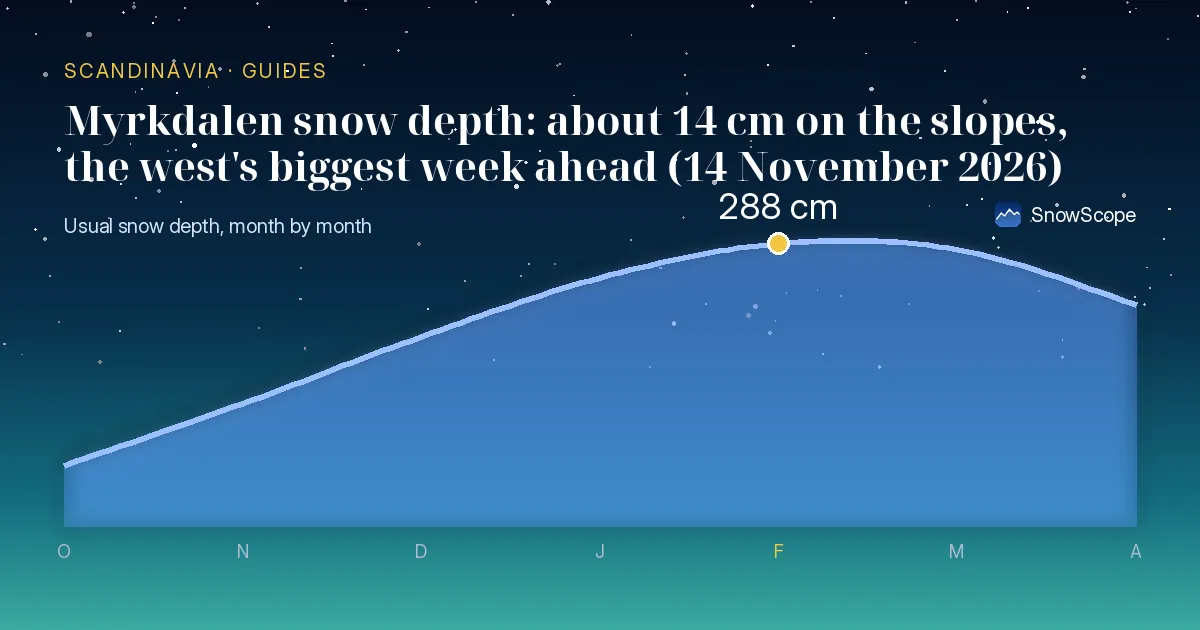 SCANDINAVIA · GUIDES
Myrkdalen snow depth: about 14 cm on the slopes,
the west's biggest week ahead (14 November 2026)
Usual snow depth, month by month
288 cm
SnowScope
O N D J F M A